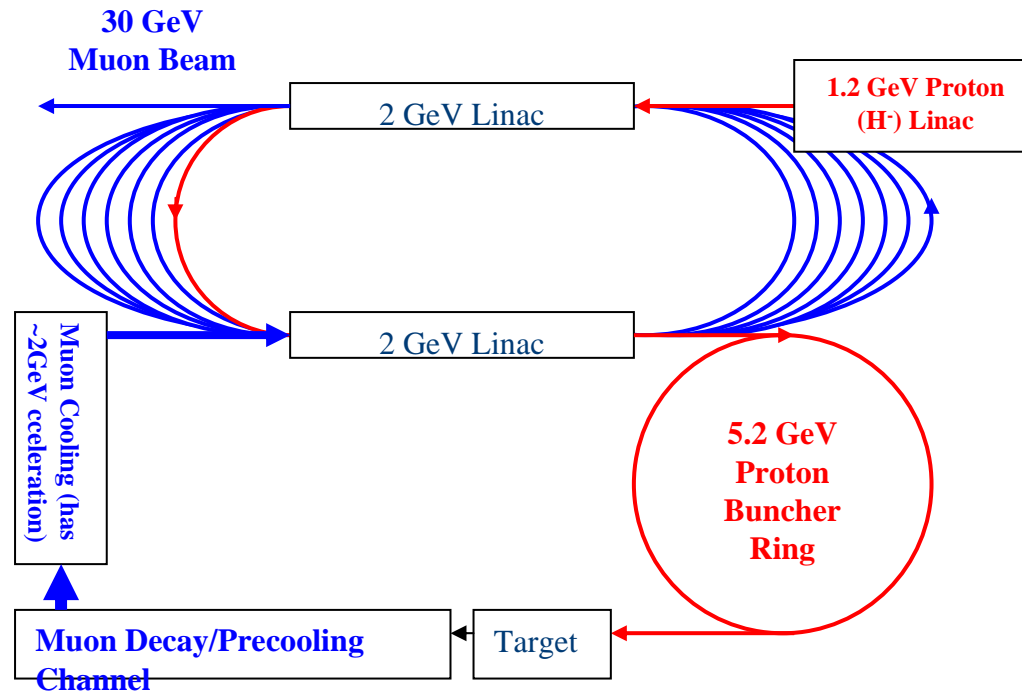 30 GeV
Muon Beam
2 GeV Linac
1.2 GeV Proton
(H-) Linac
2 GeV Linac
Muon Cooling (has
~2GeV cceleration)
5.2 GeV
Proton
Buncher
Ring
Muon Decay/Precooling
Channel
Target